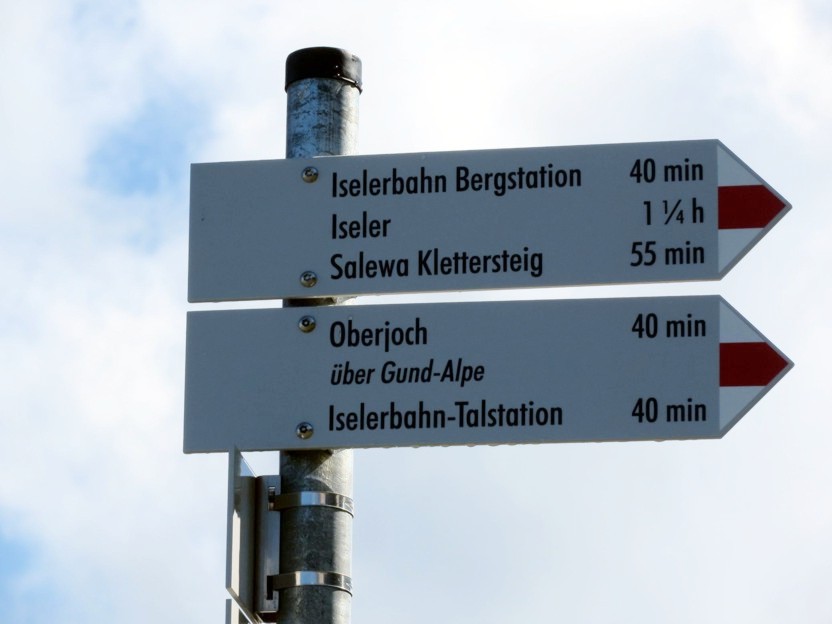 Iselerbahn Bergstation 40 min
Iseler 1 ¼ h
Salewa Klettersteig 55 min
Oberjoch 40 min
über Gund-Alpe
Iselerbahn-Talstation 40 min